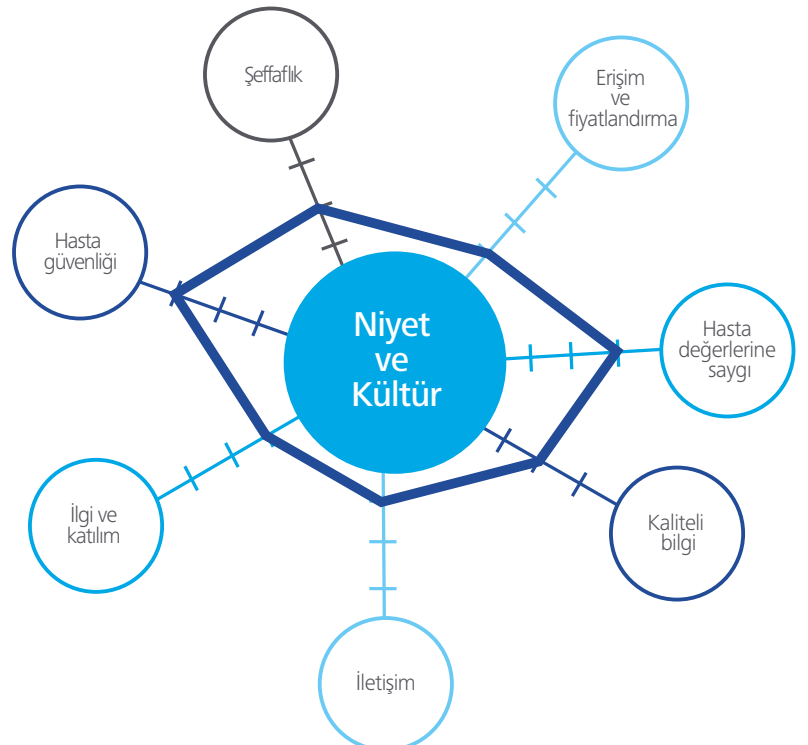 Şeffaflık
Erişim
ve
fiyatlandırma
Hasta
güvenliği
Niyet
ve
Kültür
Hasta
değerlerine
saygı
İlgi ve
katılım
Kaliteli
bilgi
İletişim